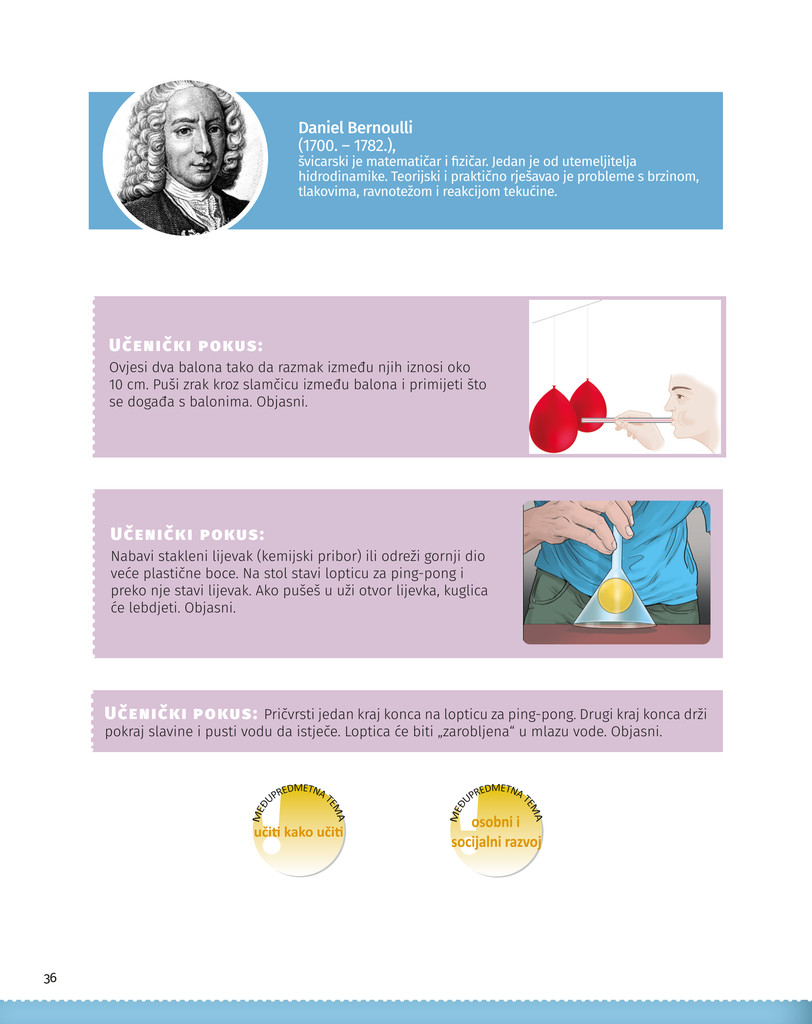 Daniel Bernoulli
(1700. – 1782.),
švicarski je matematičar i fizičar. Jedan je od utemeljitelja
hidrodinamike. Teorijski i praktično rješavao je probleme s brzinom,
tlakovima, ravnotežom i reakcijom tekućine.
Učenički pokus:
Ovjesi dva balona tako da razmak između njih iznosi oko
10 cm. Puši zrak kroz slamčicu između balona i primijeti što
se događa s balonima. Objasni.
Učenički pokus:
Nabavi stakleni lijevak (kemijski pribor) ili odreži gornji dio
veće plastične boce. Na stol stavi lopticu za ping-pong i
preko nje stavi lijevak. Ako pušeš u uži otvor lijevka, kuglica
će lebdjeti. Objasni.
Učenički pokus: Pričvrsti jedan kraj konca na lopticu za ping-pong. Drugi kraj konca drži
pokraj slavine i pusti vodu da istječe. Loptica će biti „zarobljena“ u mlazu vode. Objasni.
MEĐUPREDMETNA TEMA
učiti kako učiti
MEĐUPREDMETNA TEMA
osobni i
socijalni razvoj
36